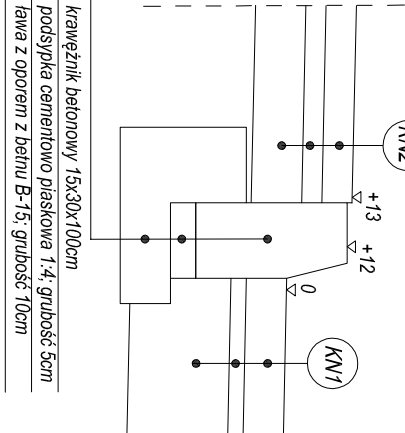 krawężnik betonowy 15x30x100cm
podsypka cementowo piaskowa 1:4; grubość 5cm
ława z oporem z betnu B-15; grubość 10cm
KN2
+13
+12
0
KN1